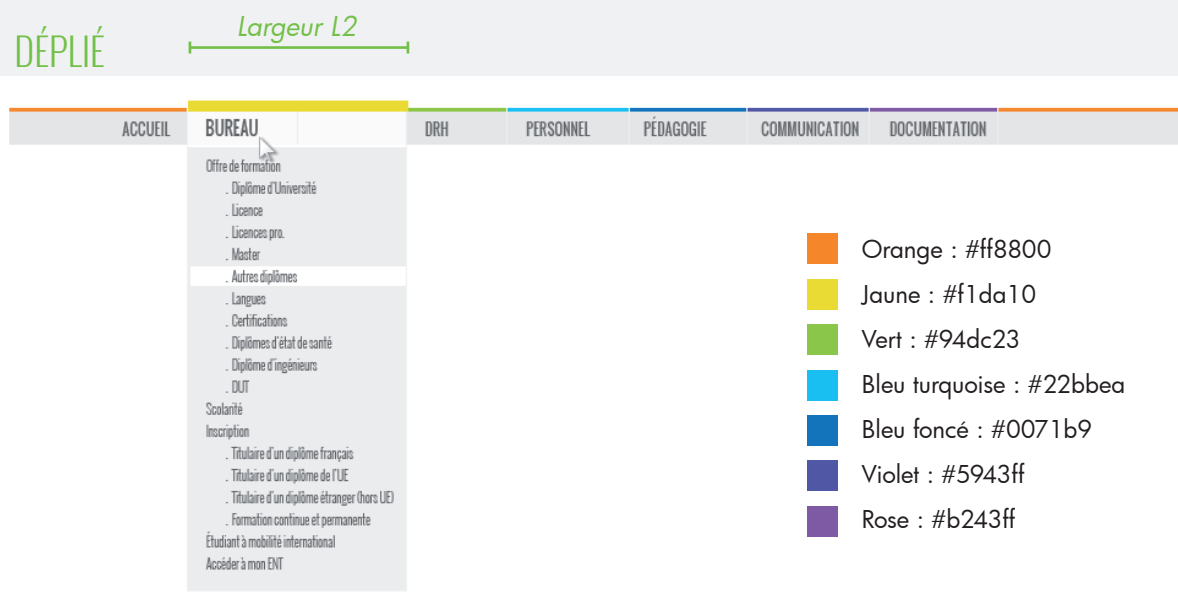 DÉPLIÉ
Largeur L2
ACCUEIL BUREAU DRH PERSONNEL PÉDAGOGIE COMMUNICATION DOCUMENTATION
Offre de formation
. Diplôme d'Université
. Licence
. Licences pro.
. Master
. Autres diplômes
. Langues
. Certifications
. Diplômes d'état de santé
. Diplôme d'ingénieurs
. DUT
Scolarité
Inscription
. Titulaire d'un diplôme français
. Titulaire d'un diplôme de l'UE
. Titulaire d'un diplôme étranger (hors UE)
. Formation continue et permanente
Étudiant à mobilité international
Accéder à mon ENT
Orange : #ff8800
Jaune : #f1da10
Vert : #94dc23
Bleu turquoise : #22bbea
Bleu foncé : #0071b9
Violet : #5943ff
Rose : #b243ff